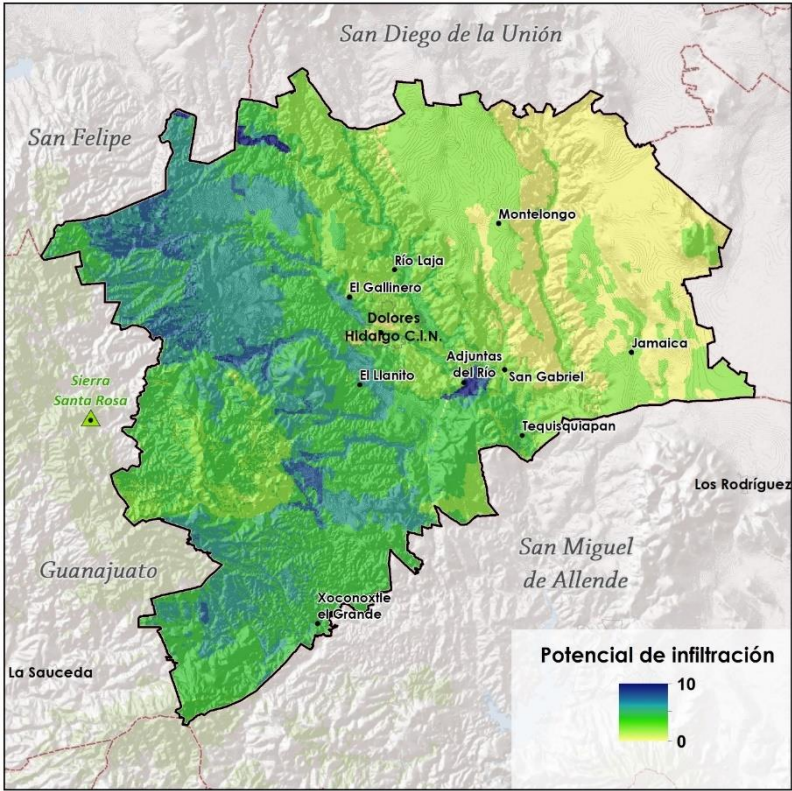 San Diego de la Unión
San Felipe
Montelongo
Río Laja
El Gallinero
Dolores
Hidalgo C.I.N.
Jamaica
Adjuntas
del Río
San Gabriel
Sierra
Santa Rosa
El Llanito
Tequisquiapan
Los Rodríguez
San Miguel
de Allende
Guanajuato
Xoconoxtle
el Grande
La Sauceda
Potencial de infiltración
10
0